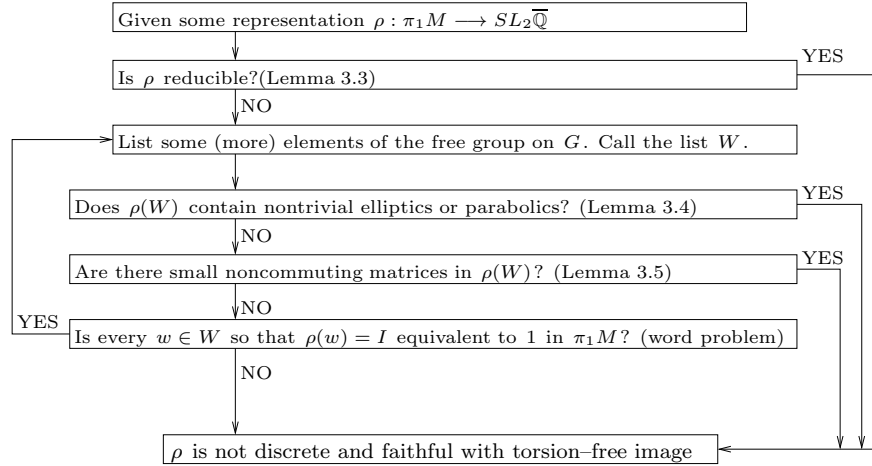 Given some representation ρ : π₁M ⟶ SL₂ℚ̅
YES
Is ρ reducible?(Lemma 3.3)
NO
List some (more) elements of the free group on G. Call the list W.
YES
Does ρ(W) contain nontrivial elliptics or parabolics? (Lemma 3.4)
NO
YES
Are there small noncommuting matrices in ρ(W)? (Lemma 3.5)
NO
YES
Is every w ∈ W so that ρ(w) = I equivalent to 1 in π₁M? (word problem)
NO
ρ is not discrete and faithful with torsion–free image